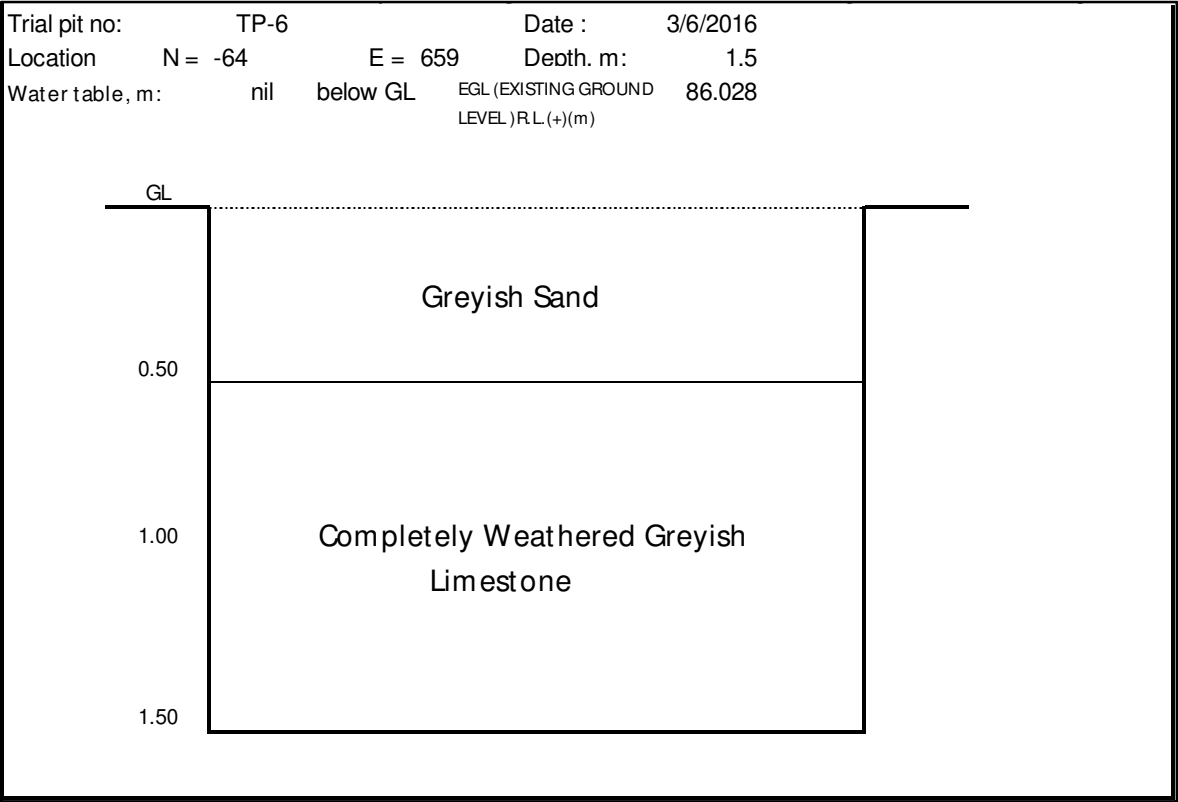 Trial pit no: TP-6 Date : 3/6/2016
Location N = -64 E = 659 Depth, m: 1.5
Water table, m: nil below GL EGL (EXISTING GROUND 86.028
LEVEL ) R.L. (+)(m)
GL
Greyish Sand
0.50
1.00 Completely Weathered Greyish
Limestone
1.50